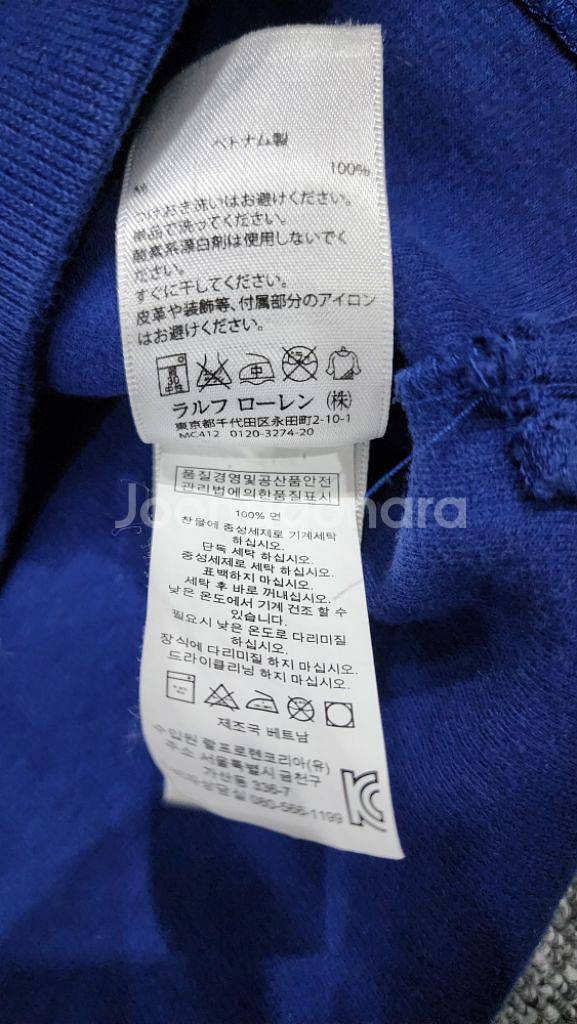 ベトナム製
M
100%
つけおき洗いはお避けください。
単品で洗ってください。
酸素系漂白剤は使用しないでく
ださい。
すぐに干してください。
皮革や装飾等、付属部分のアイロン
はお避けください。
30
中性
中
ドライ
ラルフ ローレン (株)
東京都千代田区永田町2-10-1
MC412 0120-3274-20
품질경영및공산품안전
관리법에의한품질표시
100% 면
찬물에 중성세제로 기계세탁
하십시오.
단독 세탁 하십시오.
중성세제로 세탁 하십시오.
표백하지 마십시오.
세탁 후 바로 꺼내십시오.
낮은 온도에서 기계 건조 할 수
있습니다.
필요시 낮은 온도로 다리미질
하십시오.
장식에 다리미질 하지 마십시오.
드라이클리닝 하지 마십시오.
제조국 베트남
수입원 랄프로렌코리아(유)
주소 서울특별시 금천구
가산동 336-7
상담실 080-566-1199